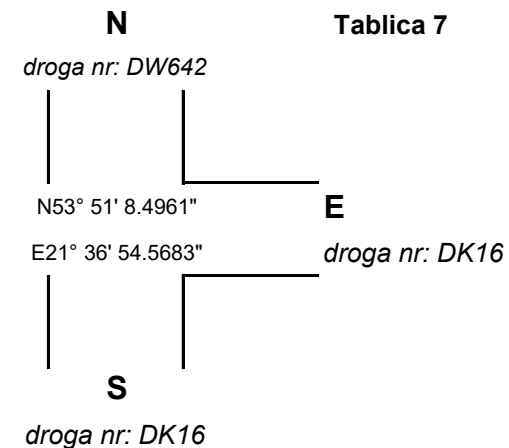 N
Tablica 7
droga nr: DW642
N53° 51' 8.4961"
E
E21° 36' 54.5683"
droga nr: DK16
S
droga nr: DK16